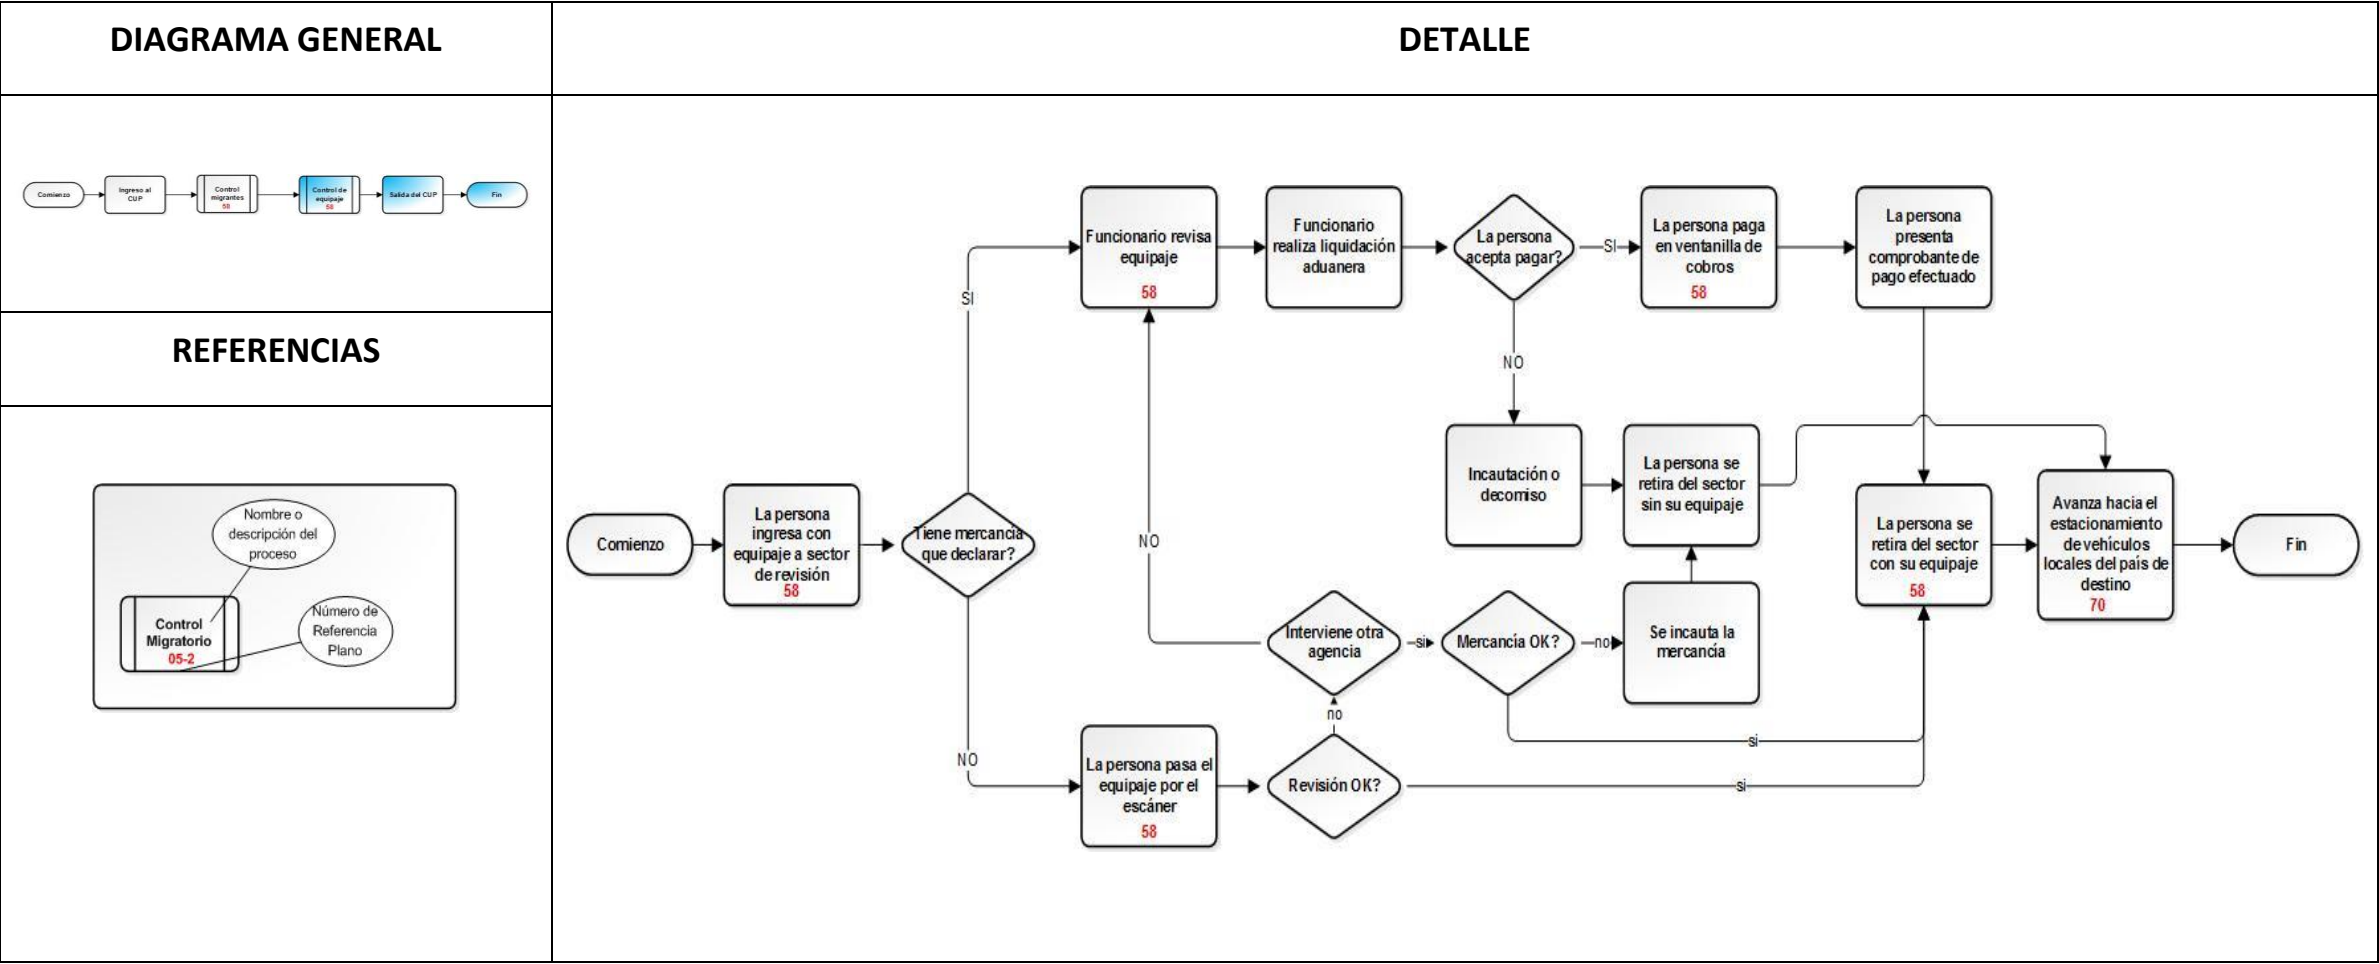 DIAGRAMA GENERAL
DETALLE
Comienzo
Ingreso al
CUP
Control
migrantes
58
Control de
equipaje
58
Salida del CUP
Fin
REFERENCIAS
Nombre o
descripción del
proceso
Control
Migratorio
05-2
Número de
Referencia
Plano
Comienzo
La persona
ingresa con
equipaje a sector
de revisión
58
Tiene mercancía
que declarar?
SI
Funcionario revisa
equipaje
58
Funcionario
realiza liquidación
aduanera
La persona
acepta pagar?
SI
La persona paga
en ventanilla de
cobros
58
La persona
presenta
comprobante de
pago efectuado
NO
Incautación o
decomiso
La persona se
retira del sector
sin su equipaje
NO
La persona se
retira del sector
con su equipaje
58
Avanza hacia el
estacionamiento
de vehículos
locales del país de
destino
70
Fin
Interviene otra
agencia
si
Mercancía OK?
no
Se incauta la
mercancía
no
si
NO
La persona pasa el
equipaje por el
escáner
58
Revisión OK?
si